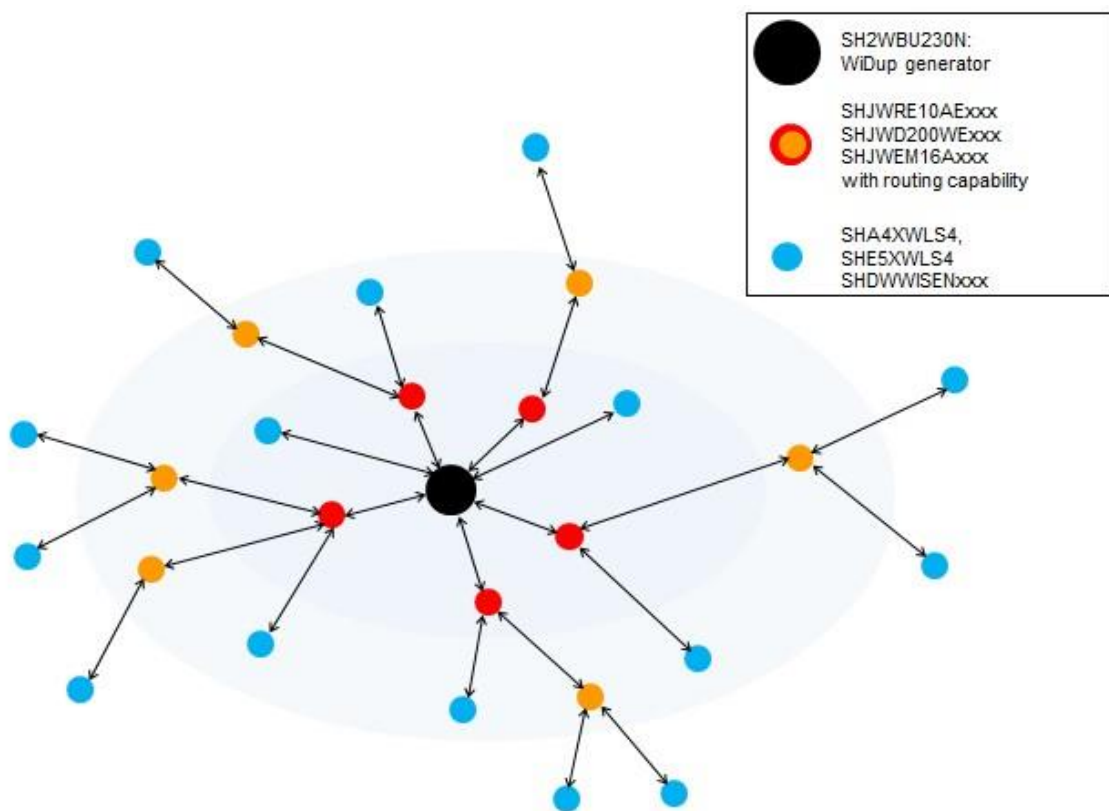 SH2WBU230N:
WiDup generator
SHJWRE10AExxx
SHJWD200WExxx
SHJWEM16Axxx
with routing capability
SHA4XWLS4,
SHE5XWLS4
SHDWWISENxxx